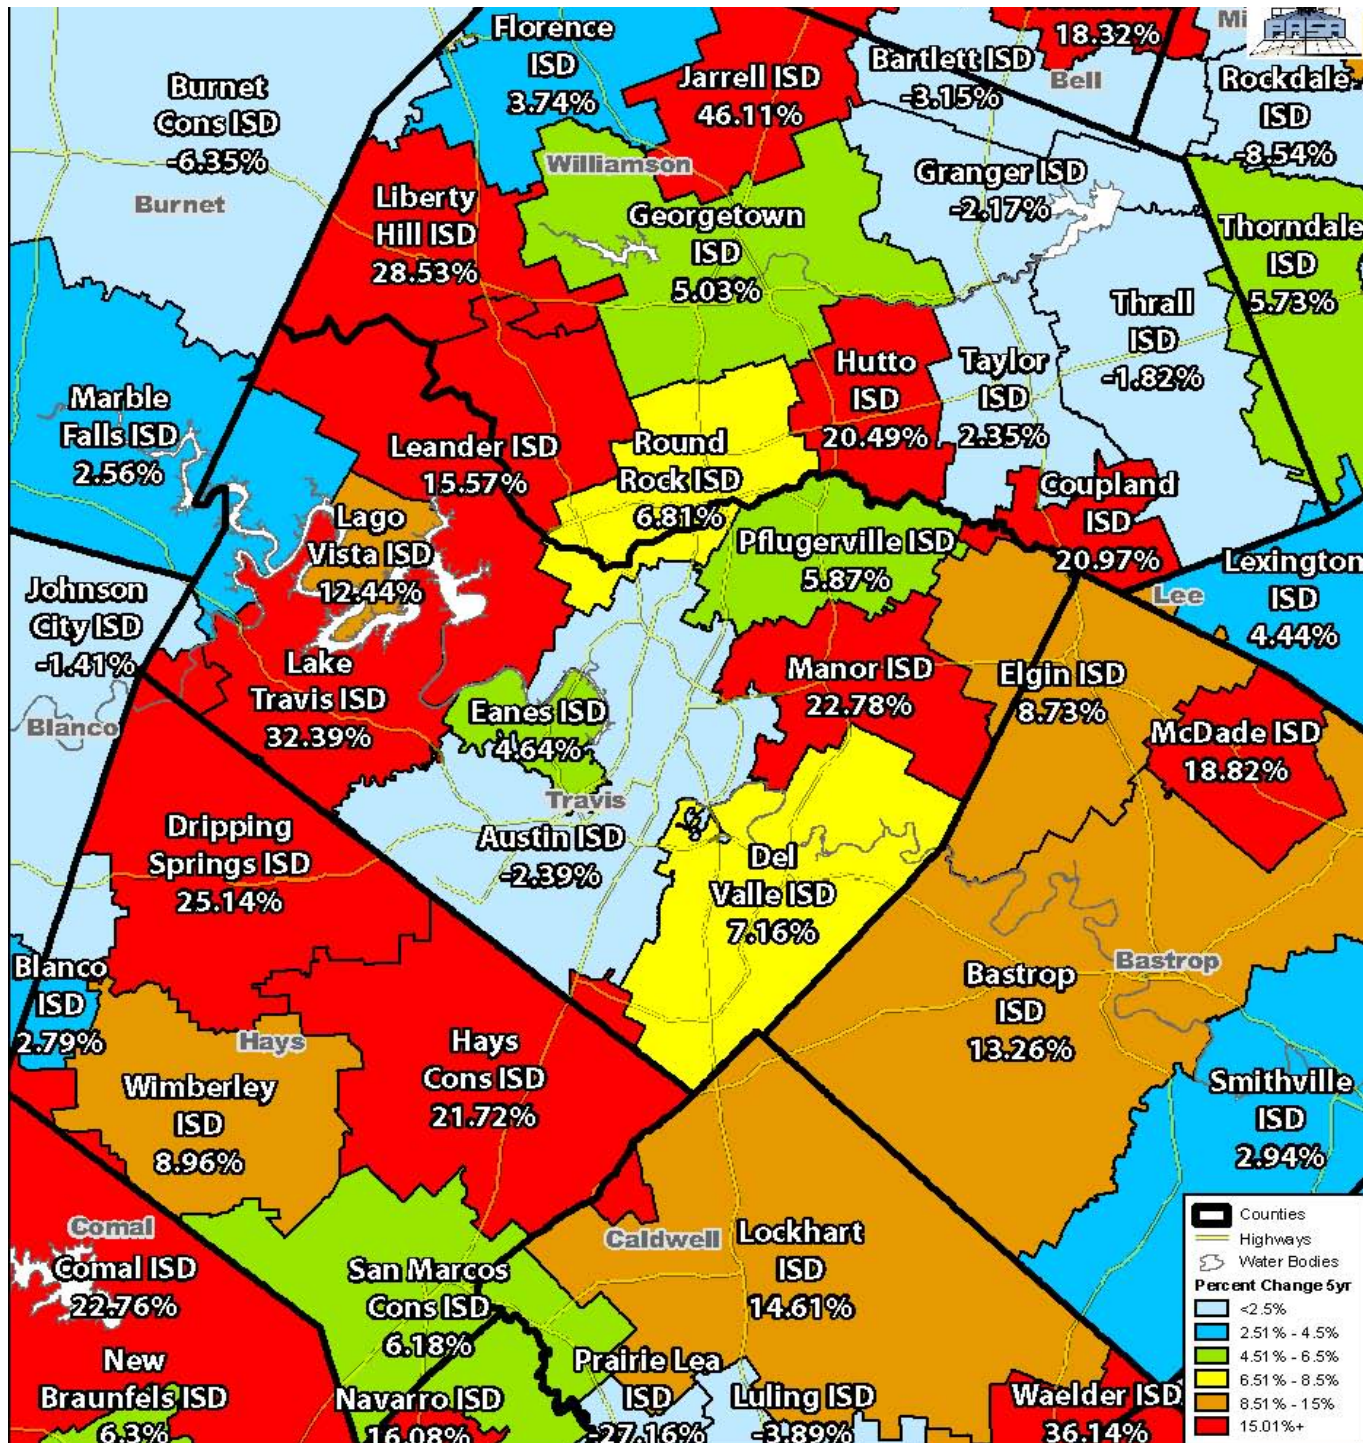 Florence
ISD
3.74%
Jarrell ISD
46.11%
Bartlett ISD
-3.15%
18.32%
Bell
Mi
PASA
Rockdale
ISD
-8.54%
Burnet
Cons ISD
-6.35%
Burnet
Williamson
Liberty
Hill ISD
28.53%
Georgetown
ISD
5.03%
Granger ISD
-2.17%
Thorndale
ISD
5.73%
Thrall
ISD
-1.82%
Marble
Falls ISD
2.56%
Leander ISD
15.57%
Round
Rock ISD
6.81%
Hutto
ISD
20.49%
Taylor
ISD
2.35%
Coupland
ISD
20.97%
Lago
Vista ISD
12.44%
Pflugerville ISD
5.87%
Lexington
ISD
4.44%
Lee
Johnson
City ISD
-1.41%
Blanco
Lake
Travis ISD
32.39%
Eanes ISD
4.64%
Manor ISD
22.78%
Elgin ISD
8.73%
McDade ISD
18.82%
Travis
Dripping
Springs ISD
25.14%
Austin ISD
-2.39%
Del
Valle ISD
7.16%
Bastrop
Bastrop
ISD
13.26%
Blanco
ISD
2.79%
Hays
Wimberley
ISD
8.96%
Hays
Cons ISD
21.72%
Smithville
ISD
2.94%
Comal
Comal ISD
22.76%
San Marcos
Cons ISD
6.18%
Caldwell
Lockhart
ISD
14.61%
New
Braunfels ISD
6.3%
Navarro ISD
16.08%
Prairie Lea
ISD
-27.16%
Luling ISD
-3.89%
Waelder ISD
36.14%
Counties
Highways
Water Bodies
Percent Change 5yr
<2.5%
2.51% - 4.5%
4.51% - 6.5%
6.51% - 8.5%
8.51% - 15%
15.01%+